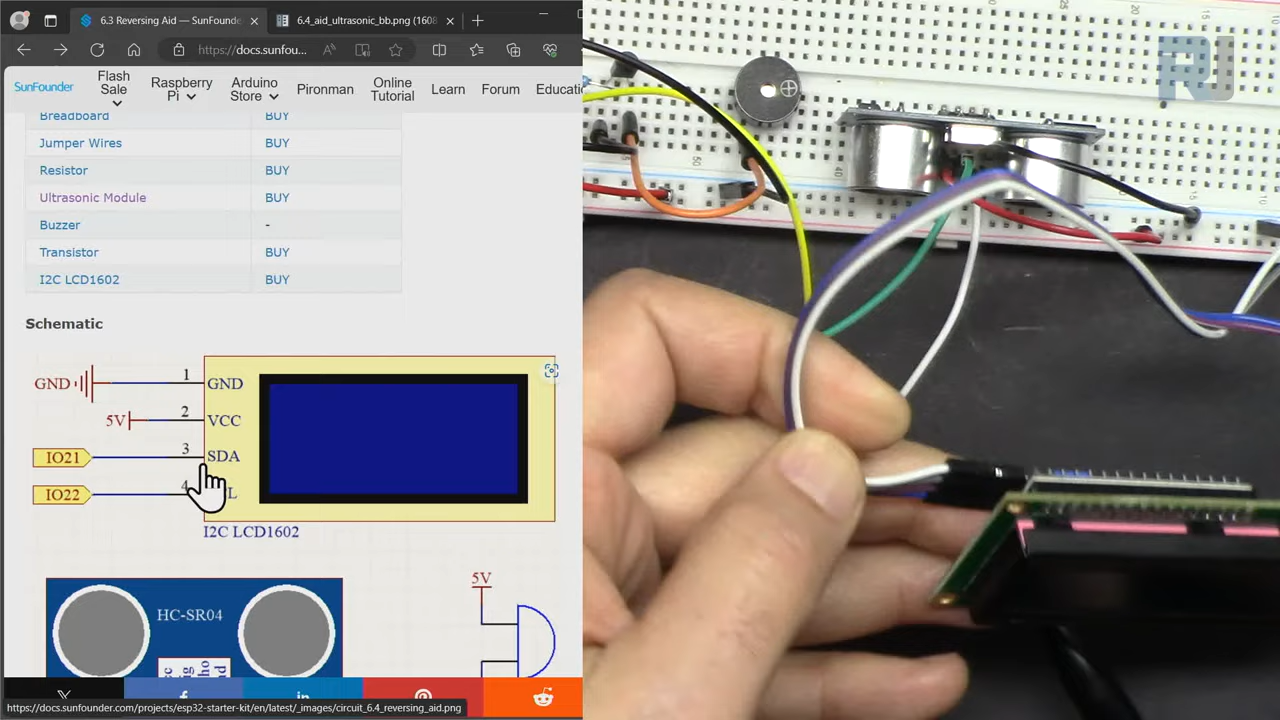 6.3 Reversing Aid — SunFounde
6.4_aid_ultrasonic_bb.png (1608
https://docs.sunfou...
SunFounder
Flash Sale
Raspberry Pi
Arduino Store
Pironman
Online Tutorial
Learn
Forum
Educati
Breadboard BUY
Jumper Wires BUY
Resistor BUY
Ultrasonic Module BUY
Buzzer -
Transistor BUY
I2C LCD1602 BUY
Schematic
GND 1 GND
5V 2 VCC
IO21 3 SDA
IO22 4 L
I2C LCD1602
HC-SR04
5V
https://docs.sunfounder.com/projects/esp32-starter-kit/en/latest/_images/circuit_6.4_reversing_aid.png
RJ